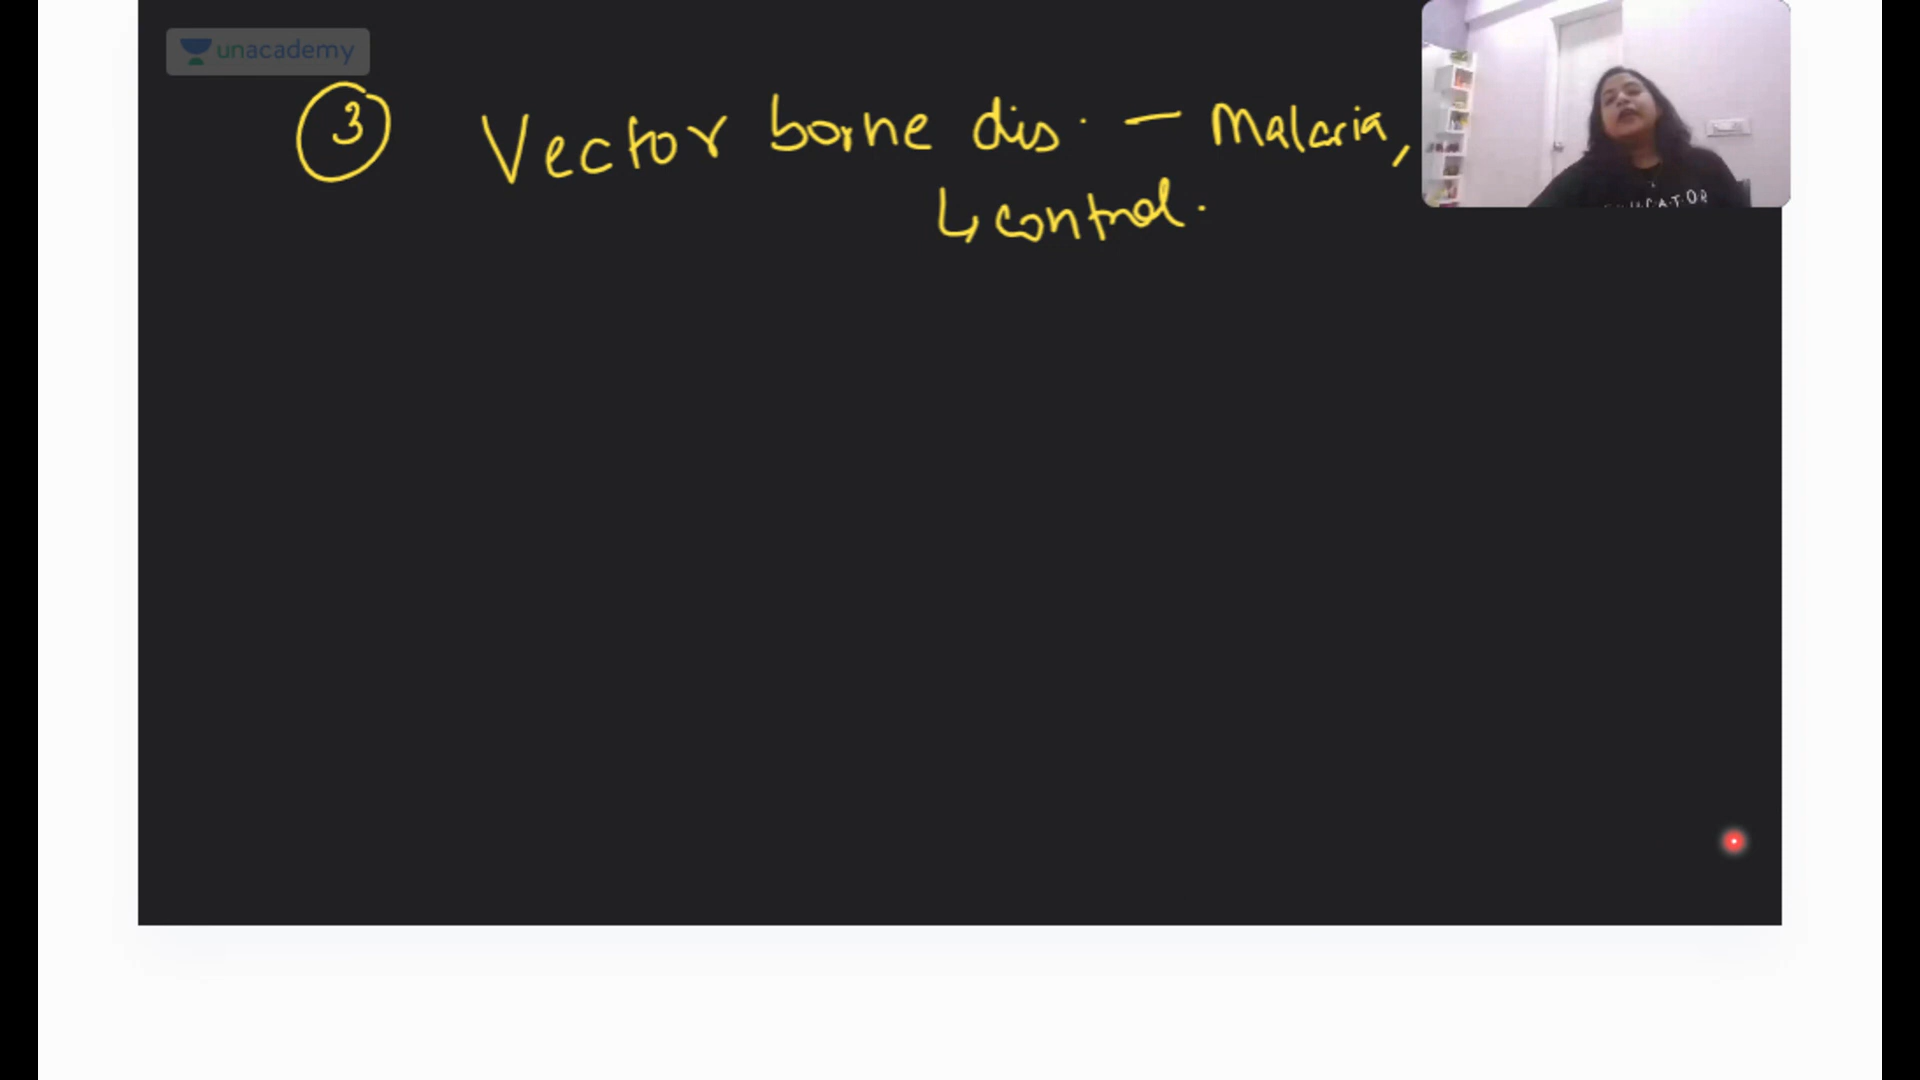 unacademy
3 Vector borne dis. - Malaria,
↳ control.